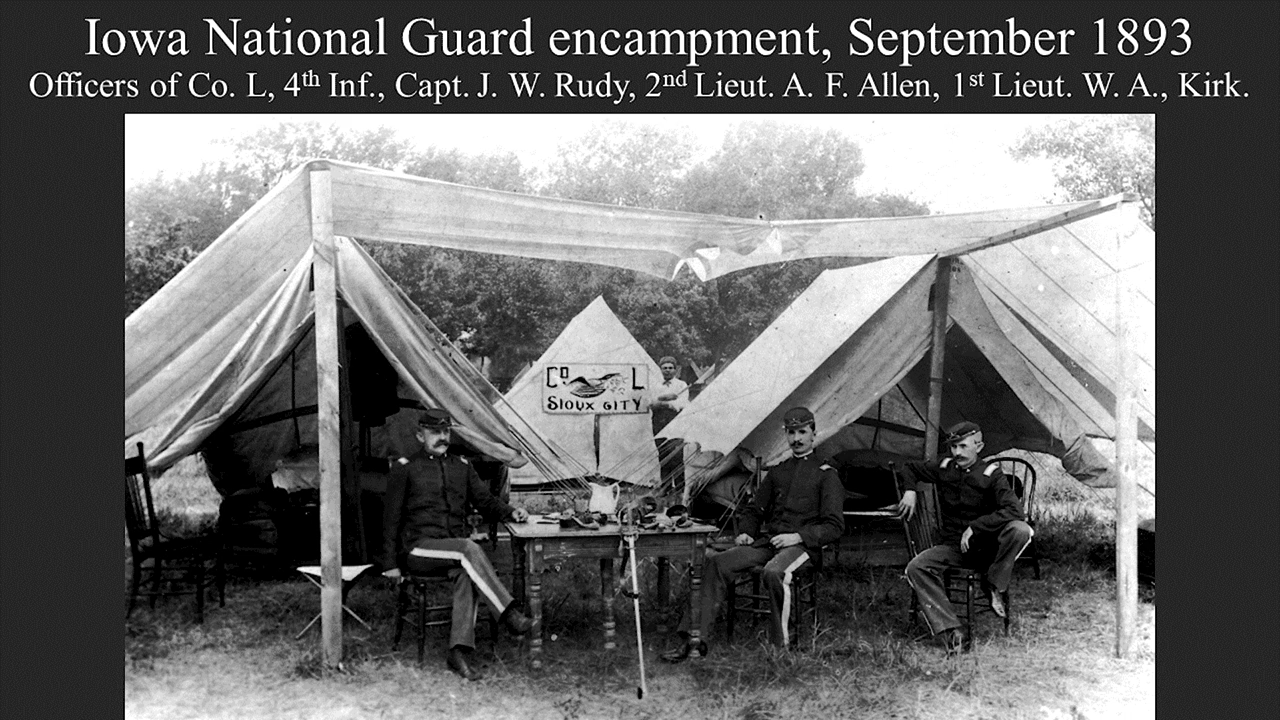 Iowa National Guard encampment, September 1893
Officers of Co. L, 4th Inf., Capt. J. W. Rudy, 2nd Lieut. A. F. Allen, 1st Lieut. W. A., Kirk.
Co. L
SIOUX CITY